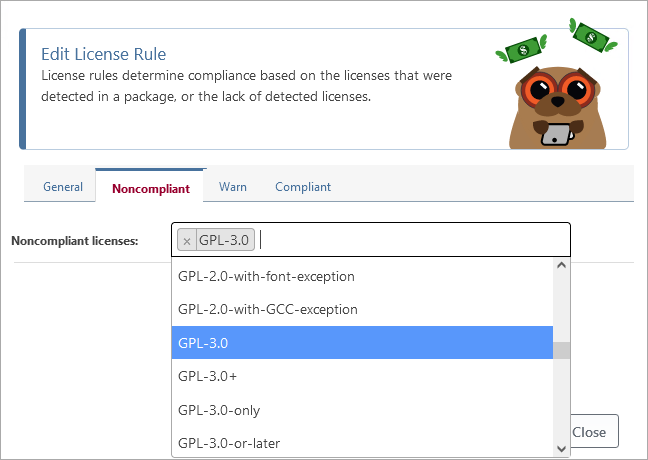 Edit License Rule
License rules determine compliance based on the licenses that were
detected in a package, or the lack of detected licenses.
General Noncompliant Warn Compliant
Noncompliant licenses: × GPL-3.0
GPL-2.0-with-font-exception
GPL-2.0-with-GCC-exception
GPL-3.0
GPL-3.0+
GPL-3.0-only
GPL-3.0-or-later
Close